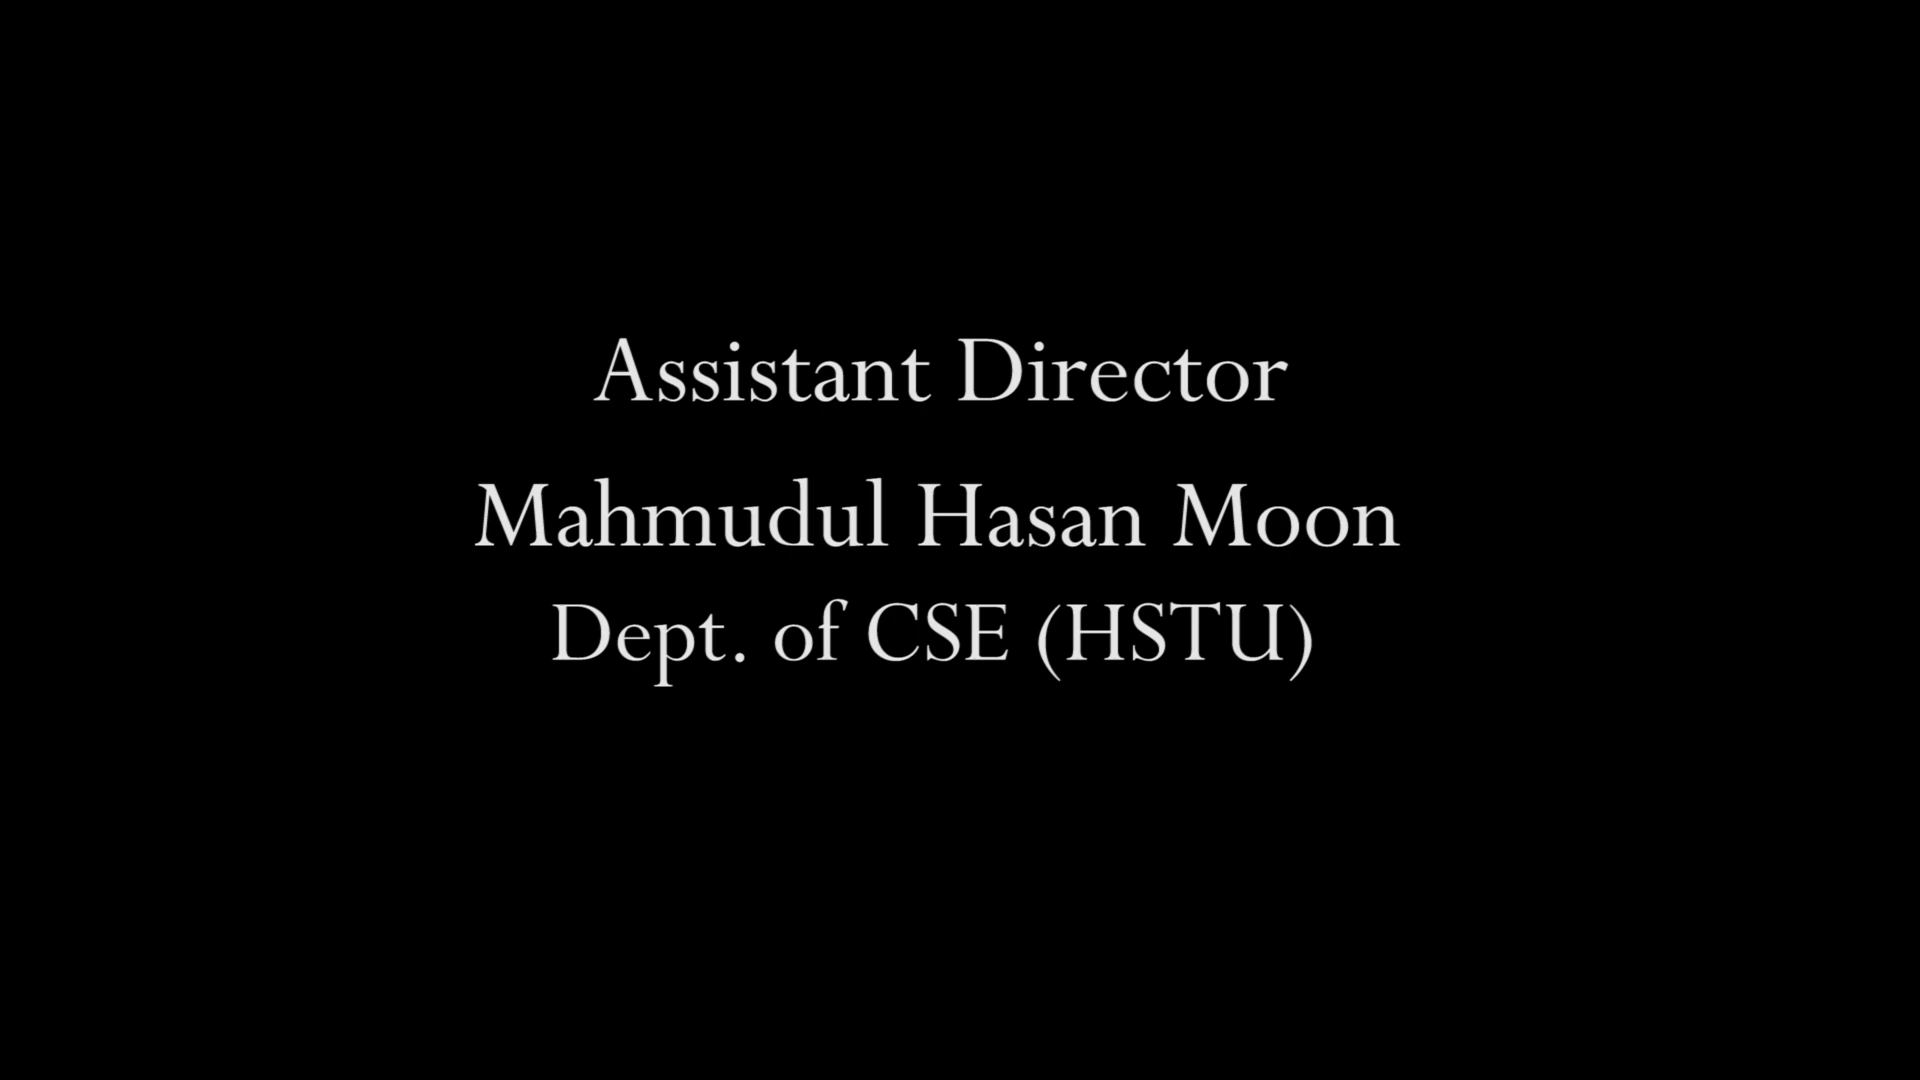 Assistant Director
Mahmudul Hasan Moon
Dept. of CSE (HSTU)